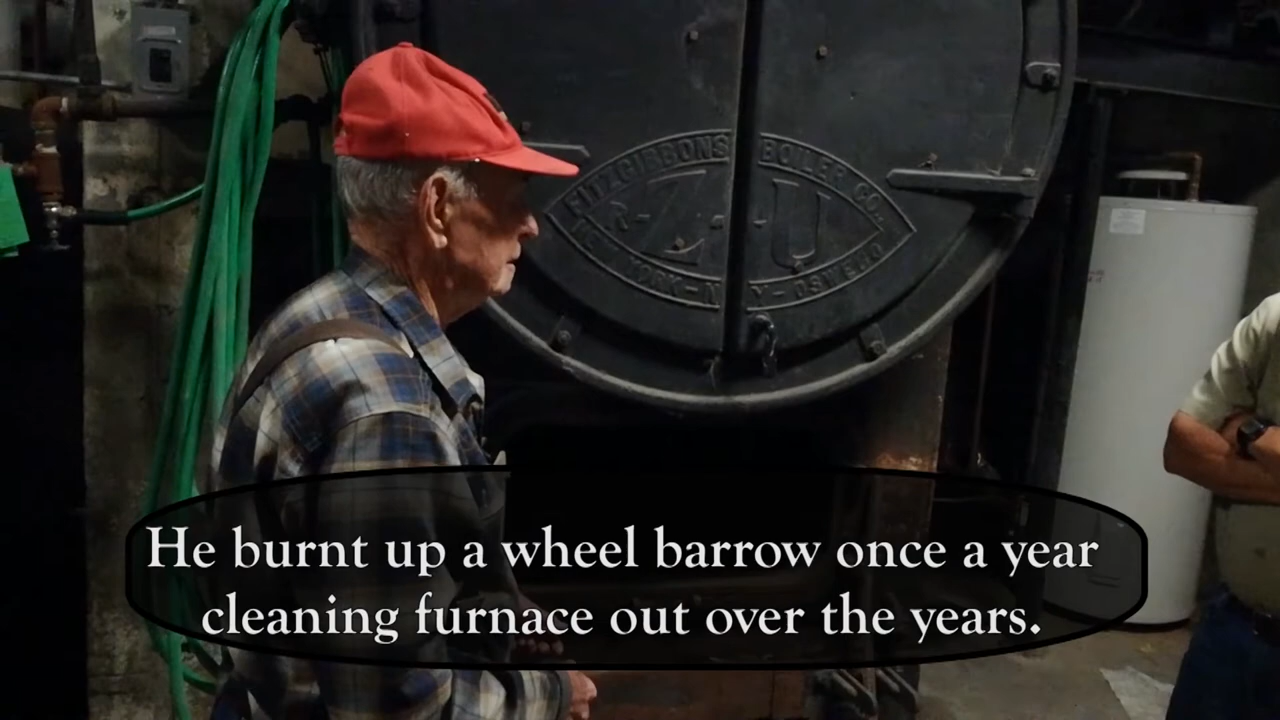 FITZGIBBONS BOILER CO.
R-Z-U
NEW YORK-N Y-OSWEGO
He burnt up a wheel barrow once a year
cleaning furnace out over the years.